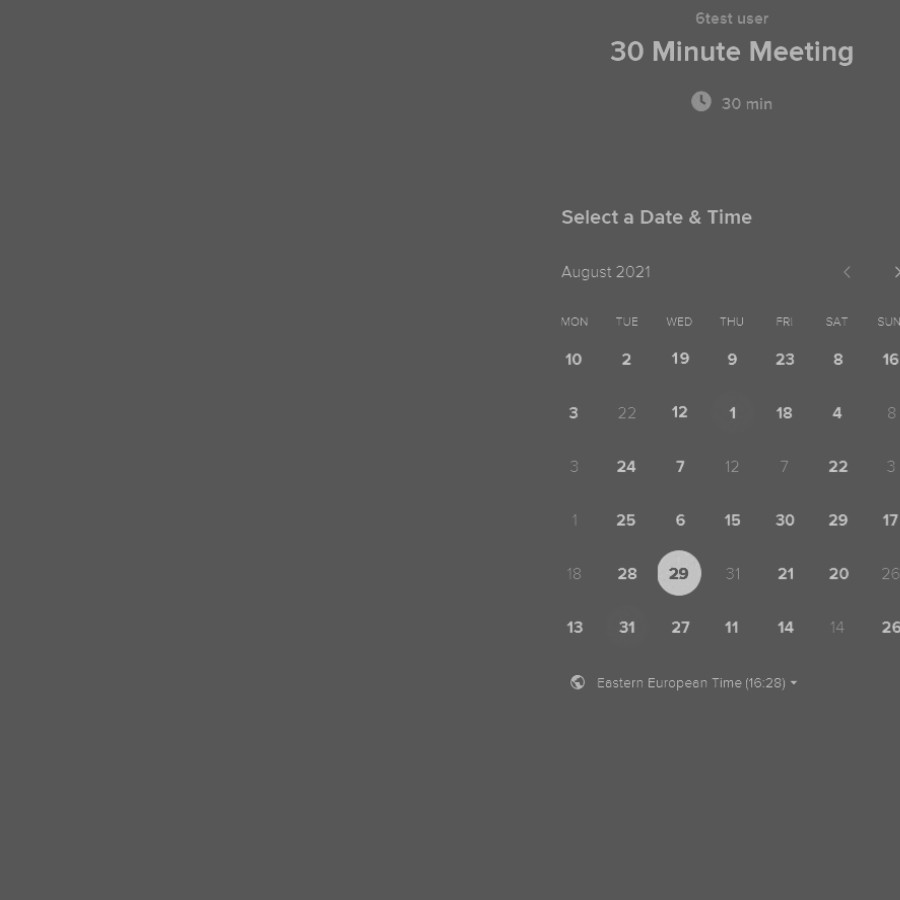 6test user
30 Minute Meeting
30 min
Select a Date & Time
August 2021
MON TUE WED THU FRI SAT SUN
10 2 19 9 23 8 16
3 22 12 1 18 4 8
3 24 7 12 7 22 3
1 25 6 15 30 29 17
18 28 29 31 21 20 26
13 31 27 11 14 14 26
Eastern European Time (16:28)